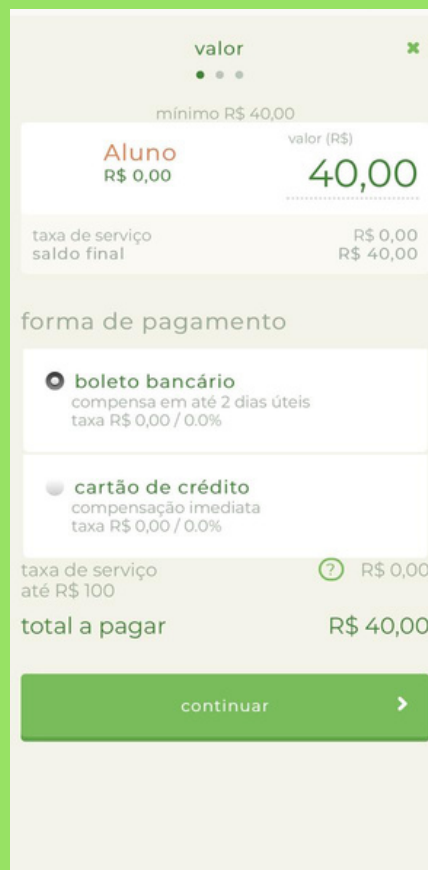 valor
mínimo R$ 40,00
valor (R$)
Aluno
R$ 0,00
40,00
taxa de serviço R$ 0,00
saldo final R$ 40,00
forma de pagamento
boleto bancário
compensa em até 2 dias úteis
taxa R$ 0,00 / 0.0%
cartão de crédito
compensação imediata
taxa R$ 0,00 / 0.0%
taxa de serviço ? R$ 0,00
até R$ 100
total a pagar R$ 40,00
continuar